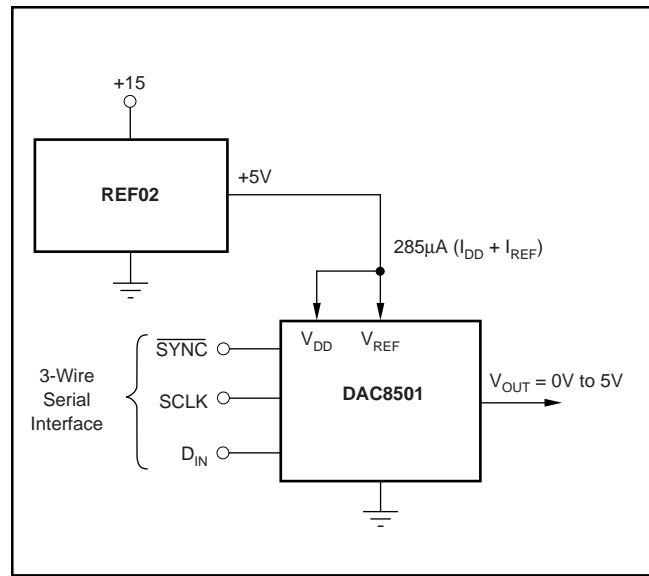 +15
REF02
+5V
285µA (I_DD + I_REF)
V_DD
V_REF
3-Wire
Serial
Interface
S̅Y̅N̅C̅
SCLK
D_IN
DAC8501
V_OUT = 0V to 5V